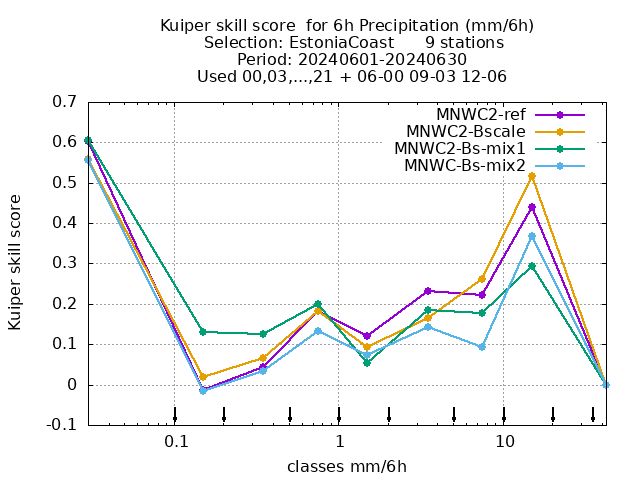 Kuiper skill score  for 6h Precipitation (mm/6h)
Selection: EstoniaCoast      9 stations
Period: 20240601-20240630
Used 00,03,...,21 + 06-00 09-03 12-06
MNWC2-ref
MNWC2-Bscale
MNWC2-Bs-mix1
MNWC-Bs-mix2
Kuiper skill score
0.7
0.6
0.5
0.4
0.3
0.2
0.1
0
-0.1
0.1 1 10
classes mm/6h